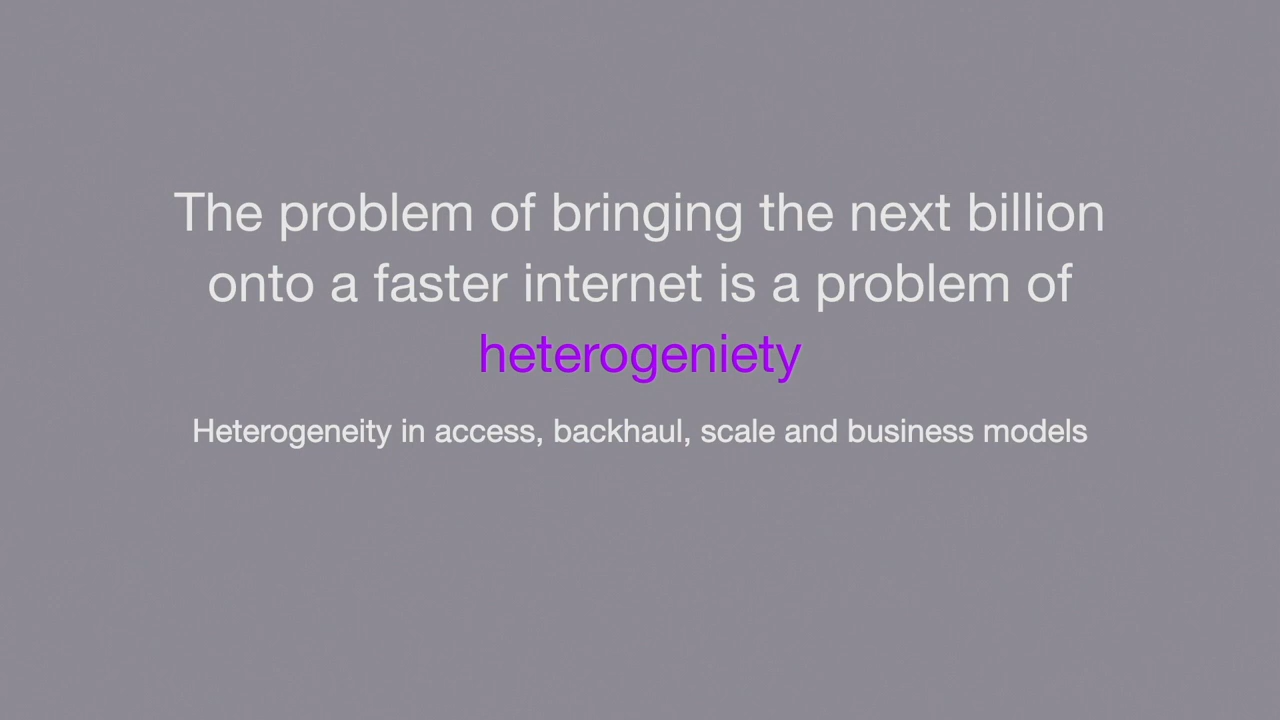 The problem of bringing the next billion
onto a faster internet is a problem of
heterogeniety
Heterogeneity in access, backhaul, scale and business models